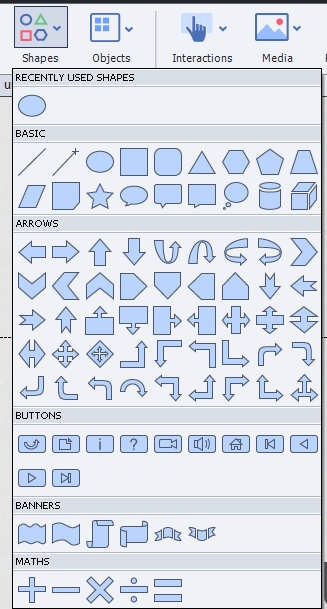 Shapes Objects Interactions Media
u
RECENTLY USED SHAPES
BASIC
ARROWS
BUTTONS
i ?
BANNERS
MATHS